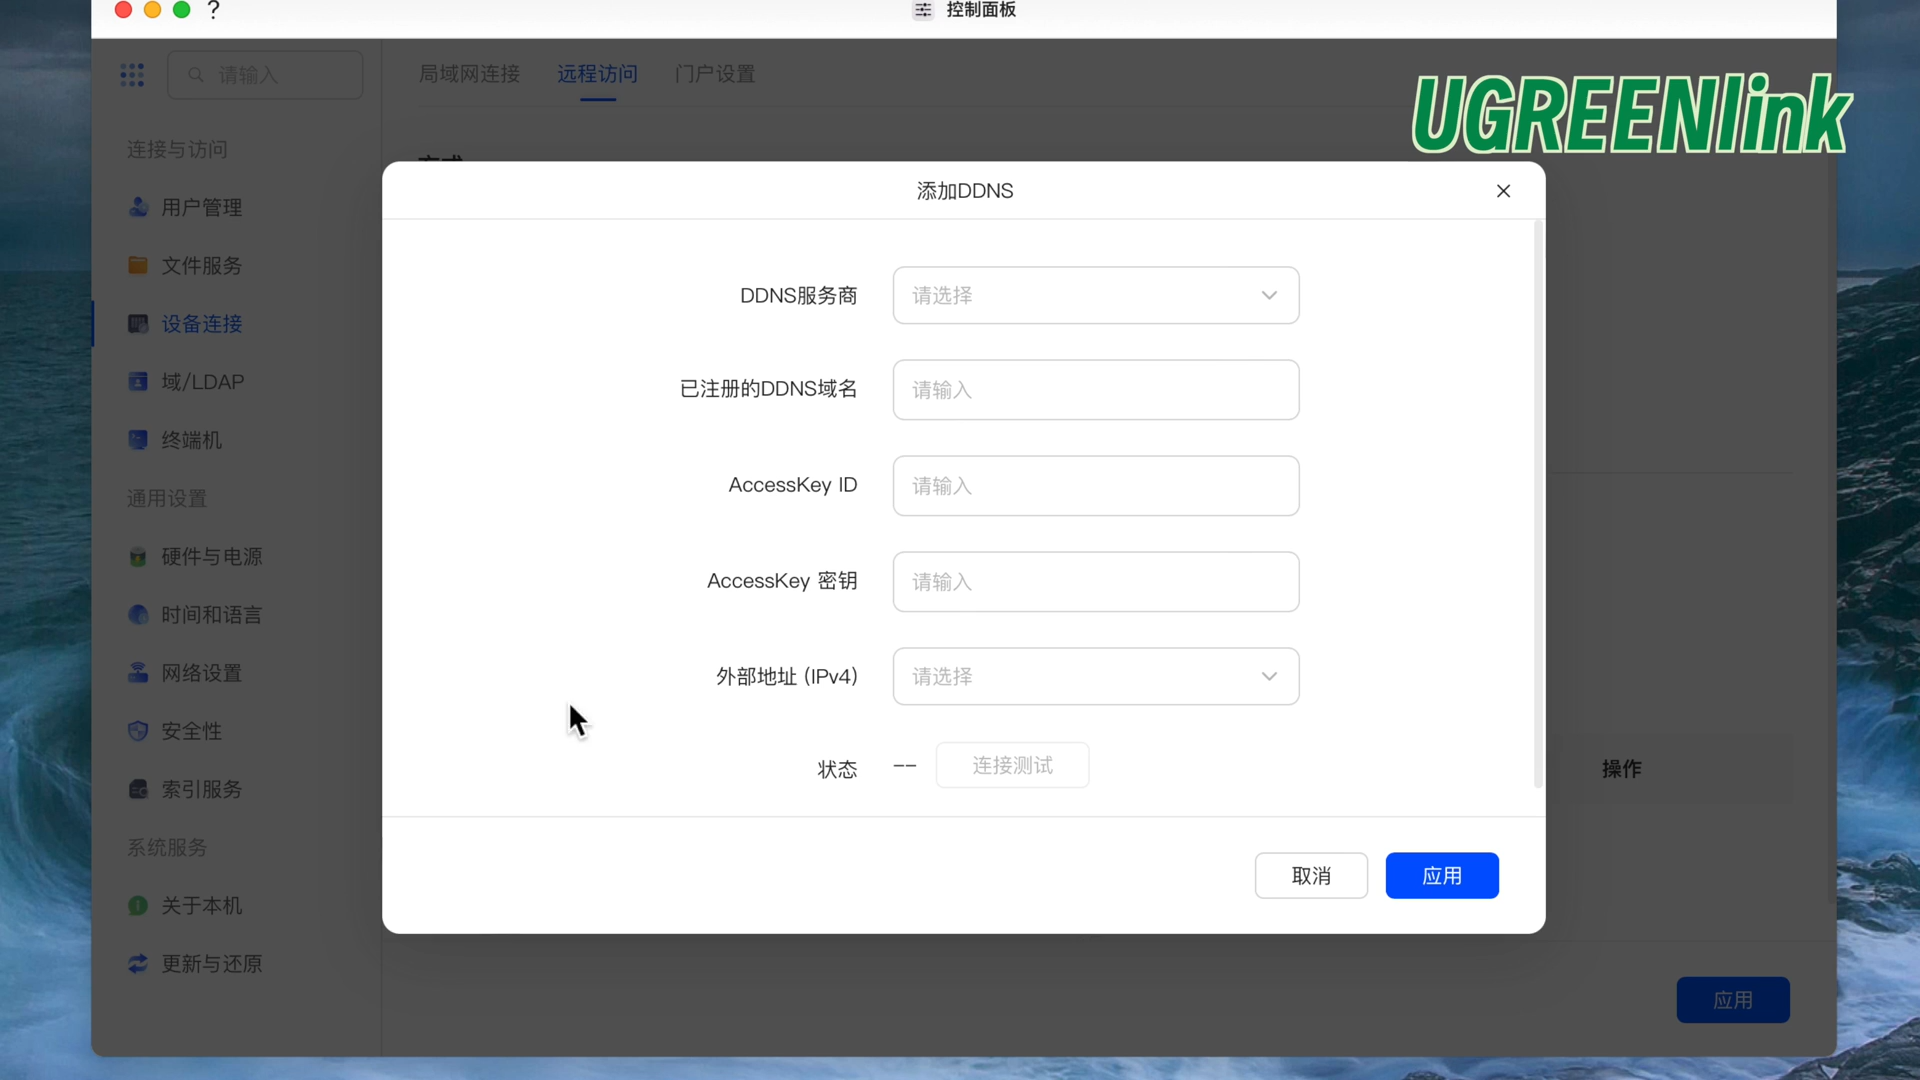 ?
控制面板
请输入
局域网连接
远程访问
门户设置
UGREENlink
连接与访问
用户管理
文件服务
设备连接
域/LDAP
终端机
通用设置
硬件与电源
时间和语言
网络设置
安全性
索引服务
系统服务
关于本机
更新与还原
添加DDNS
DDNS服务商
请选择
已注册的DDNS域名
请输入
AccessKey ID
请输入
AccessKey 密钥
请输入
外部地址 (IPv4)
请选择
状态
--
连接测试
操作
取消
应用
应用